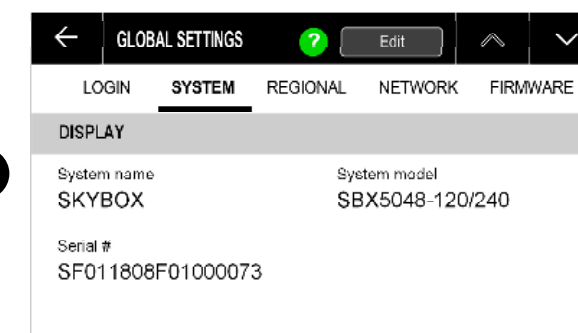 GLOBAL SETTINGS ? Edit
LOGIN SYSTEM REGIONAL NETWORK FIRMWARE
DISPLAY
System name System model
SKYBOX SBX5048-120/240
Serial #
SF011808F01000073